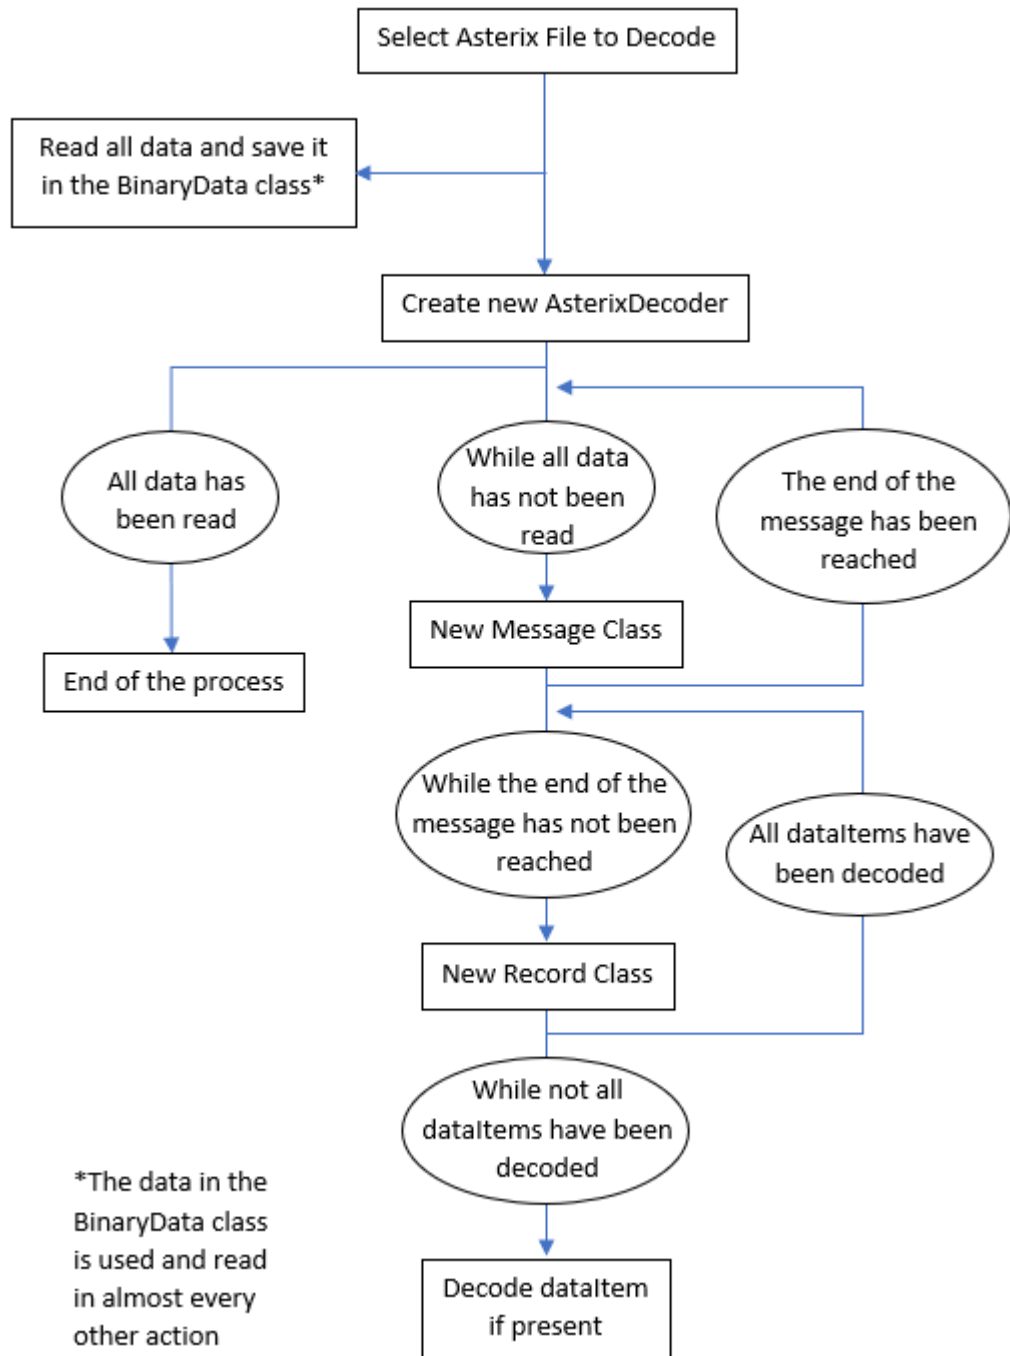 Select Asterix File to Decode
Read all data and save it
in the BinaryData class*
Create new AsterixDecoder
All data has
been read
While all data
has not been
read
The end of the
message has been
reached
New Message Class
End of the process
While the end of the
message has not been
reached
All dataItems have
been decoded
New Record Class
While not all
dataItems have been
decoded
*The data in the
BinaryData class
is used and read
in almost every
other action
Decode dataItem
if present